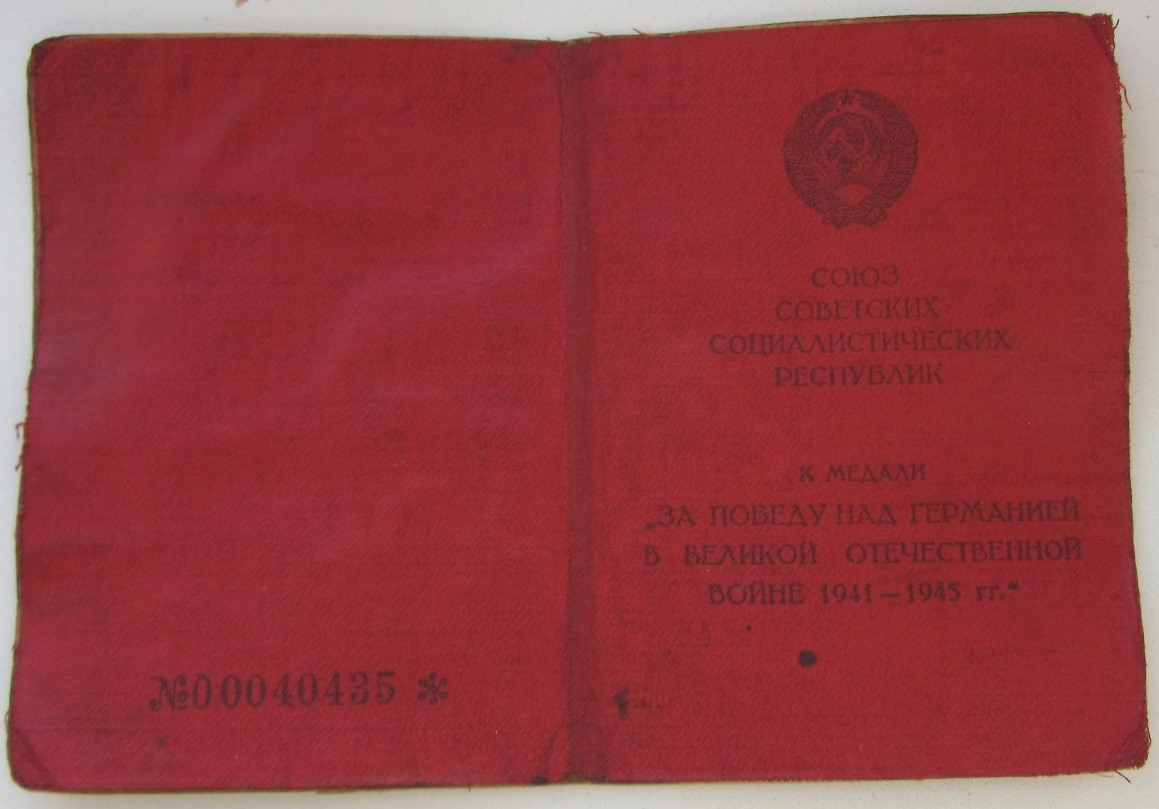 №00040435 *
СОЮЗ
СОВЕТСКИХ
СОЦИАЛИСТИЧЕСКИХ
РЕСПУБЛИК
К МЕДАЛИ
„ЗА ПОБЕДУ НАД ГЕРМАНИЕЙ
В ВЕЛИКОЙ ОТЕЧЕСТВЕННОЙ
ВОЙНЕ 1941—1945 гг.“